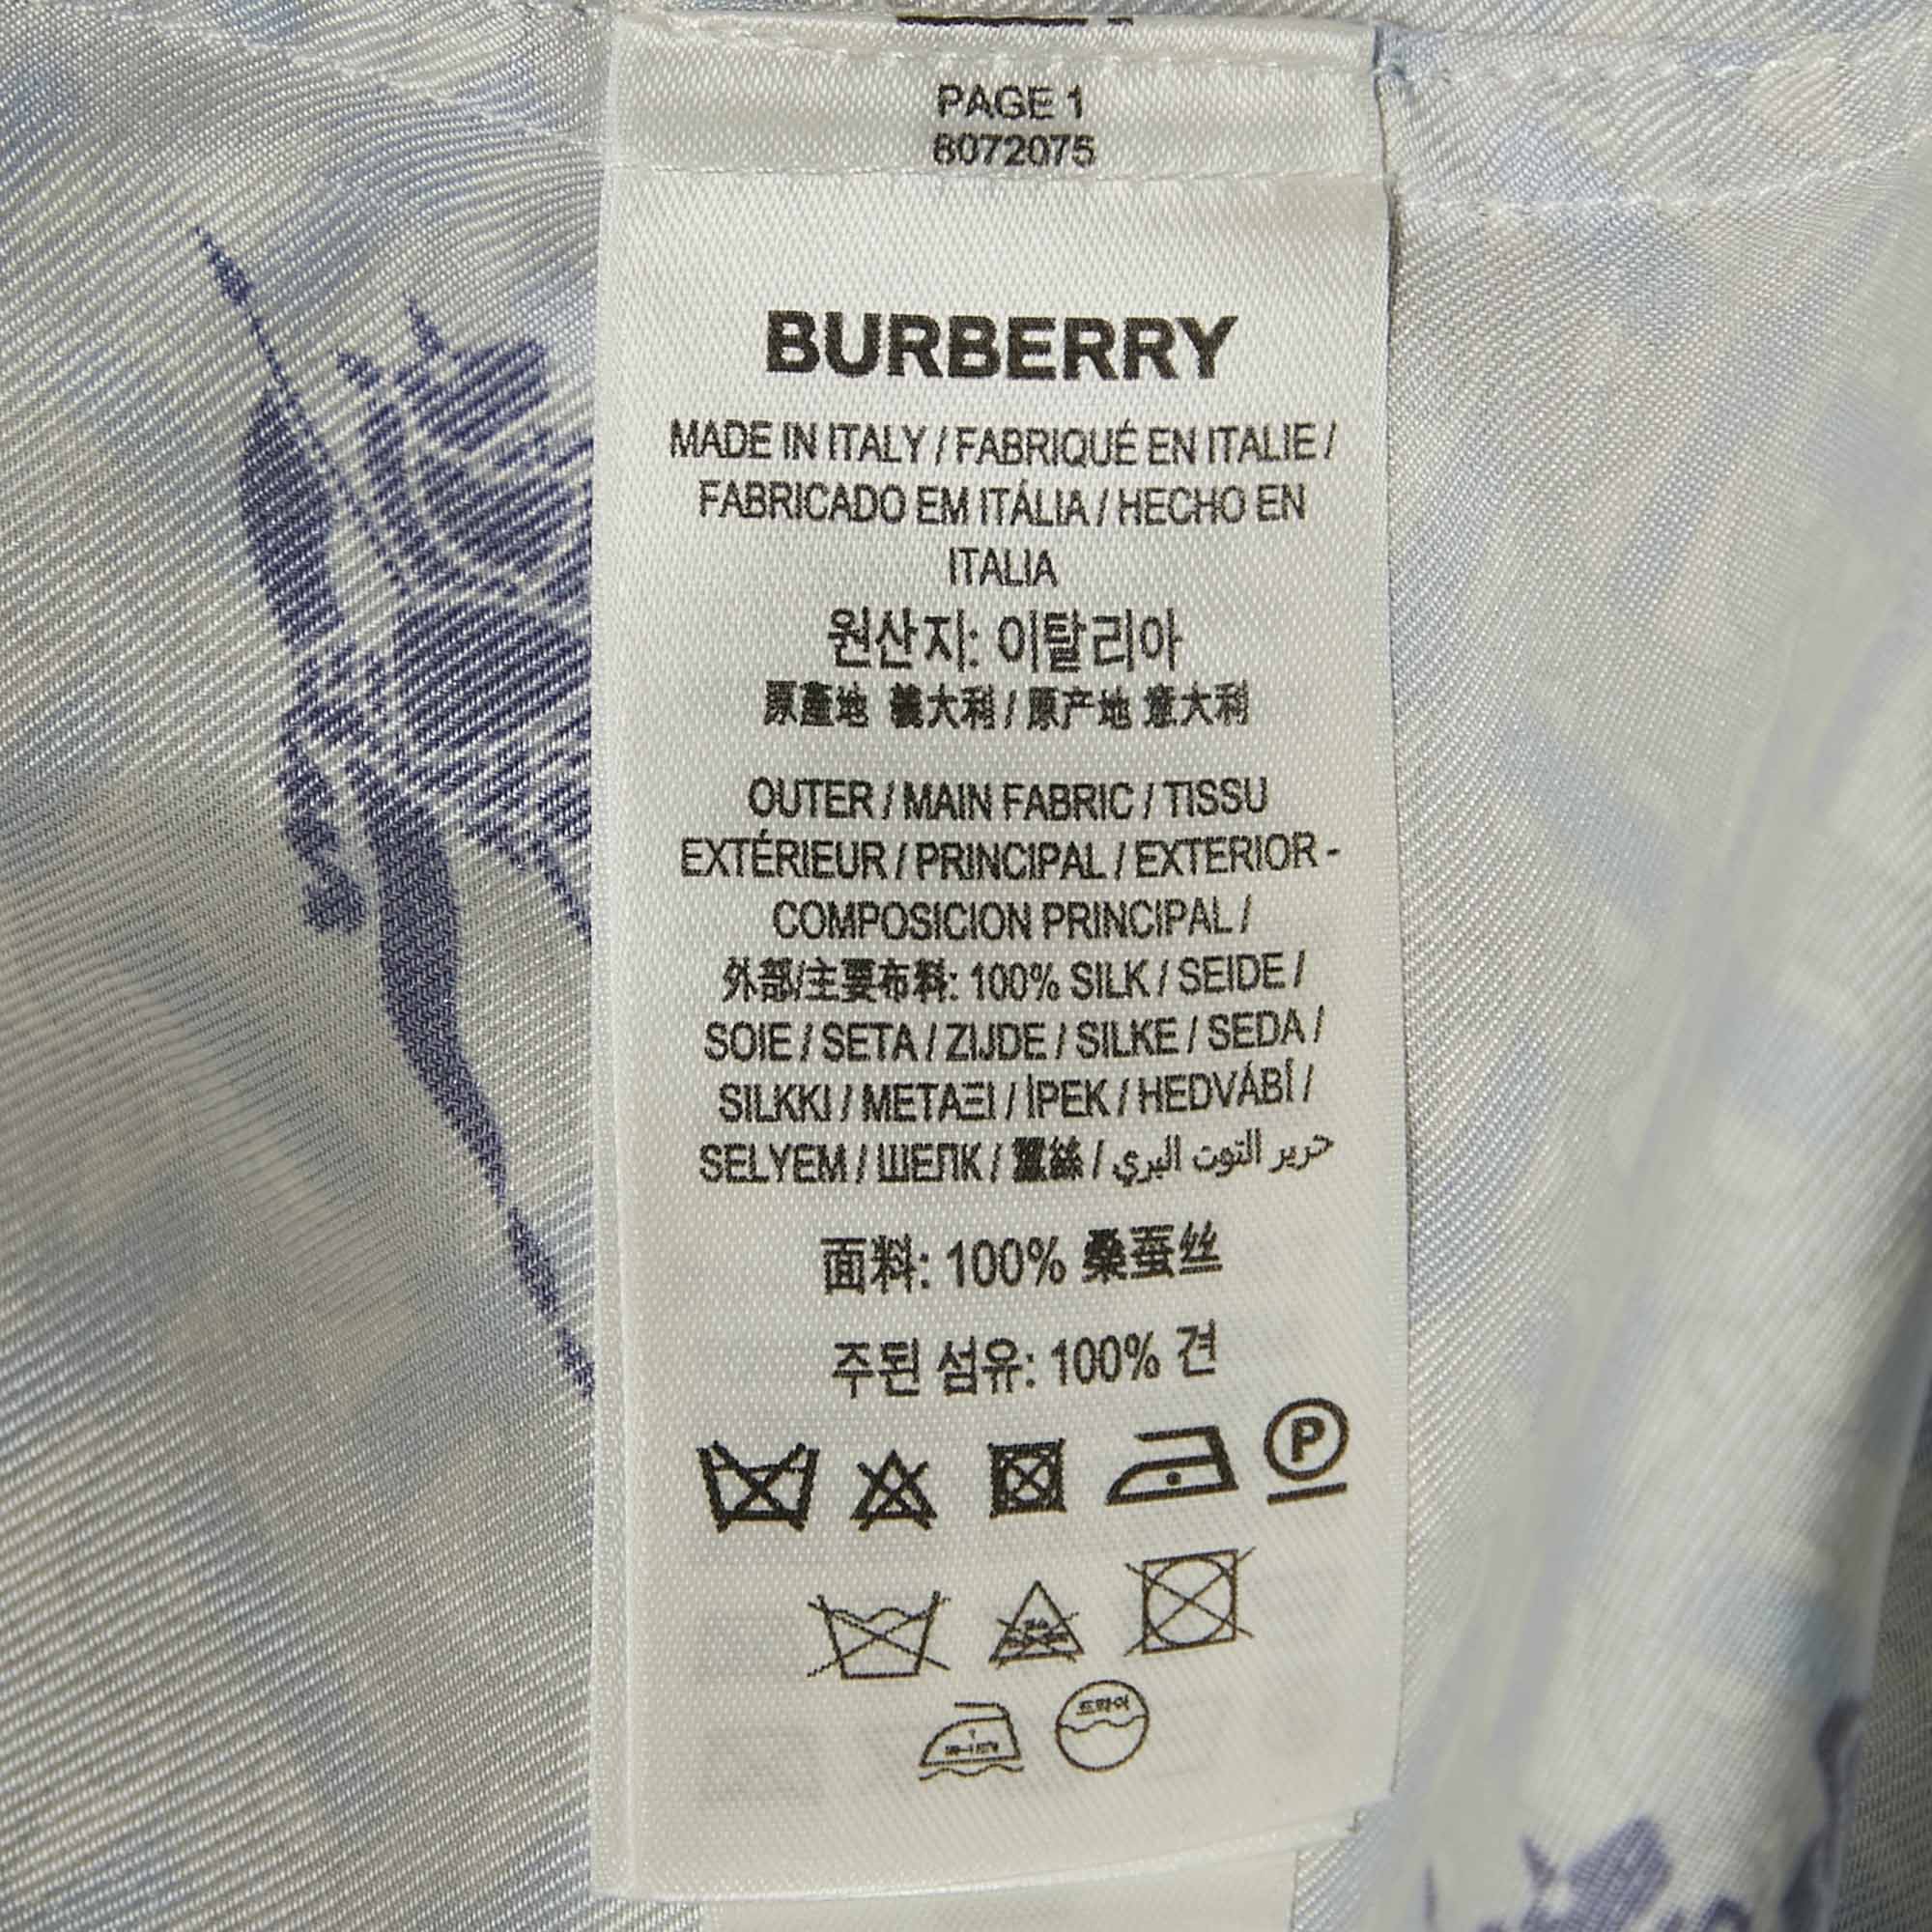 PAGE 1
8072075
BURBERRY
MADE IN ITALY / FABRIQUÉ EN ITALIE /
FABRICADO EM ITÁLIA / HECHO EN
ITALIA
원산지: 이탈리아
原產地 義大利 / 原产地 意大利
OUTER / MAIN FABRIC / TISSU
EXTÉRIEUR / PRINCIPAL / EXTERIOR -
COMPOSICION PRINCIPAL /
外部/主要布料: 100% SILK / SEIDE /
SOIE / SETA / ZIJDE / SILKE / SEDA /
SILKKI / ΜΕΤΑΞΙ / İPEK / HEDVÁBÍ /
SELYEM / ШЕЛК / 蠶絲 / حرير التوت البري
面料: 100% 桑蚕丝
주된 섬유: 100% 견
P
드라이